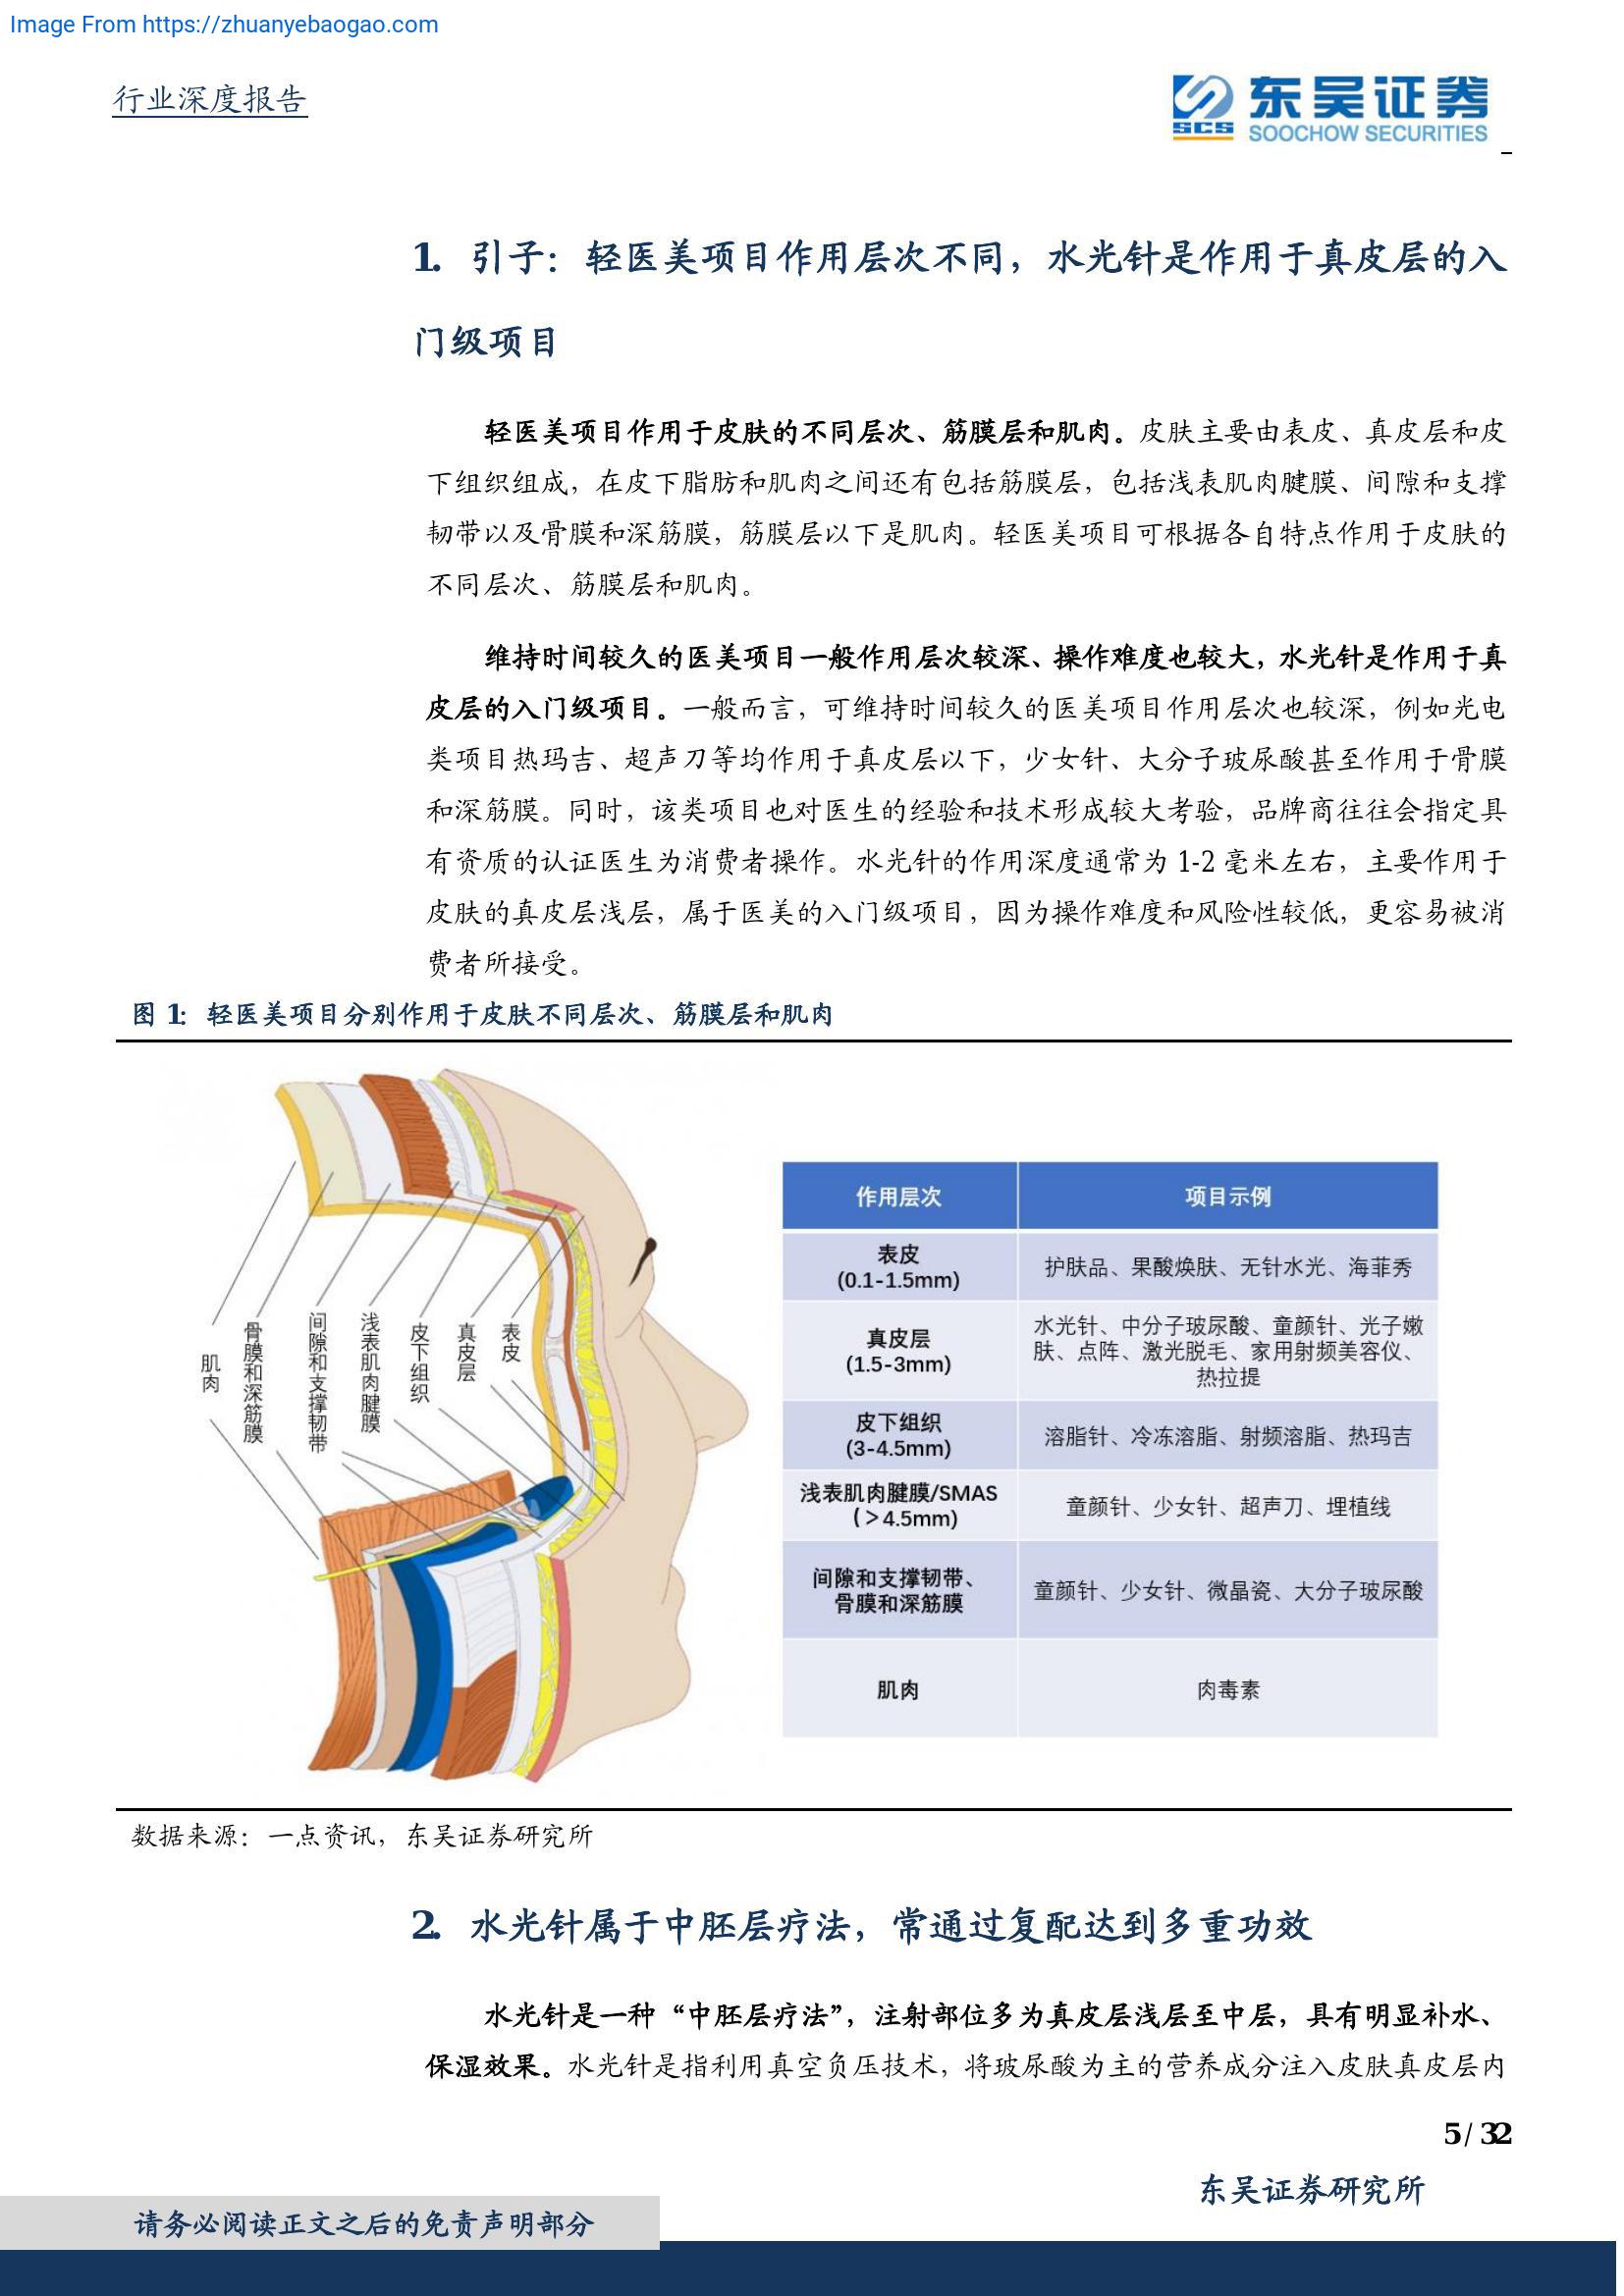 Image From https://zhuanyebaogao.com
行业深度报告
东吴证券
SCS
SOOCHOW SECURITIES
1. 引子：轻医美项目作用层次不同，水光针是作用于真皮层的入
门级项目
轻医美项目作用于皮肤的不同层次、筋膜层和肌肉。皮肤主要由表皮、真皮层和皮
下组织组成，在皮下脂肪和肌肉之间还有包括筋膜层，包括浅表肌肉腱膜、间隙和支撑
韧带以及骨膜和深筋膜，筋膜层以下是肌肉。轻医美项目可根据各自特点作用于皮肤的
不同层次、筋膜层和肌肉。
维持时间较久的医美项目一般作用层次较深、操作难度也较大，水光针是作用于真
皮层的入门级项目。一般而言，可维持时间较久的医美项目作用层次也较深，例如光电
类项目热玛吉、超声刀等均作用于真皮层以下，少女针、大分子玻尿酸甚至作用于骨膜
和深筋膜。同时，该类项目也对医生的经验和技术形成较大考验，品牌商往往会指定具
有资质的认证医生为消费者操作。水光针的作用深度通常为 1-2 毫米左右，主要作用于
皮肤的真皮层浅层，属于医美的入门级项目，因为操作难度和风险性较低，更容易被消
费者所接受。
图 1： 轻医美项目分别作用于皮肤不同层次、筋膜层和肌肉
肌肉
骨膜和深筋膜
间隙和支撑韧带
浅表肌肉腱膜
皮下组织
真皮层
表皮
作用层次 项目示例
表皮
(0.1-1.5mm)
护肤品、果酸焕肤、无针水光、海菲秀
真皮层
(1.5-3mm)
水光针、中分子玻尿酸、童颜针、光子嫩
肤、点阵、激光脱毛、家用射频美容仪、
热拉提
皮下组织
(3-4.5mm)
溶脂针、冷冻溶脂、射频溶脂、热玛吉
浅表肌肉腱膜/SMAS
(＞4.5mm)
童颜针、少女针、超声刀、埋植线
间隙和支撑韧带、
骨膜和深筋膜
童颜针、少女针、微晶瓷、大分子玻尿酸
肌肉
肉毒素
数据来源：一点资讯，东吴证券研究所
2. 水光针属于中胚层疗法，常通过复配达到多重功效
水光针是一种“中胚层疗法”，注射部位多为真皮层浅层至中层，具有明显补水、
保湿效果。水光针是指利用真空负压技术，将玻尿酸为主的营养成分注入皮肤真皮层内
5 / 32
东吴证券研究所
请务必阅读正文之后的免责声明部分